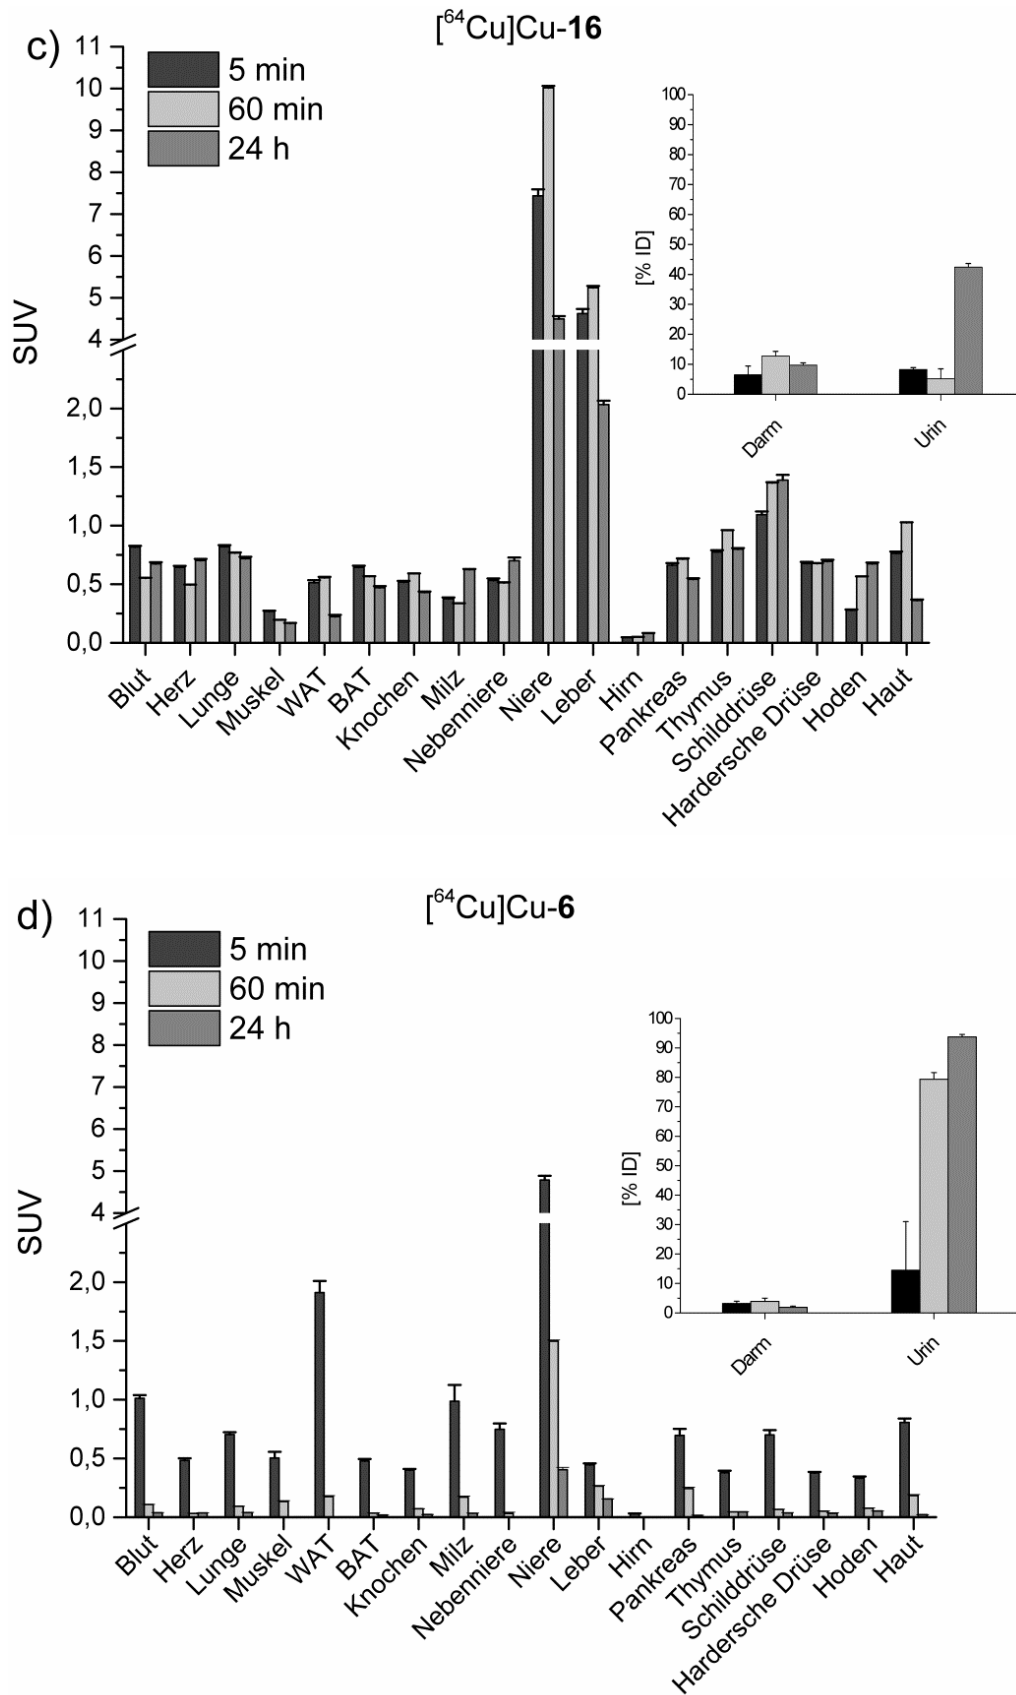 c)
[64Cu]Cu-16
5 min
60 min
24 h
11
10
9
8
7
6
5
4
2,0
1,5
1,0
0,5
0,0
SUV
100
90
80
70
60
50
40
30
20
10
0
[% ID]
Darm
Urin
Blut
Herz
Lunge
Muskel
WAT
BAT
Knochen
Milz
Nebenniere
Niere
Leber
Hirn
Pankreas
Thymus
Schilddrüse
Hardersche Drüse
Hoden
Haut
d)
[64Cu]Cu-6
5 min
60 min
24 h
11
10
9
8
7
6
5
4
2,0
1,5
1,0
0,5
0,0
SUV
100
90
80
70
60
50
40
30
20
10
0
[% ID]
Darm
Urin
Blut
Herz
Lunge
Muskel
WAT
BAT
Knochen
Milz
Nebenniere
Niere
Leber
Hirn
Pankreas
Thymus
Schilddrüse
Hardersche Drüse
Hoden
Haut